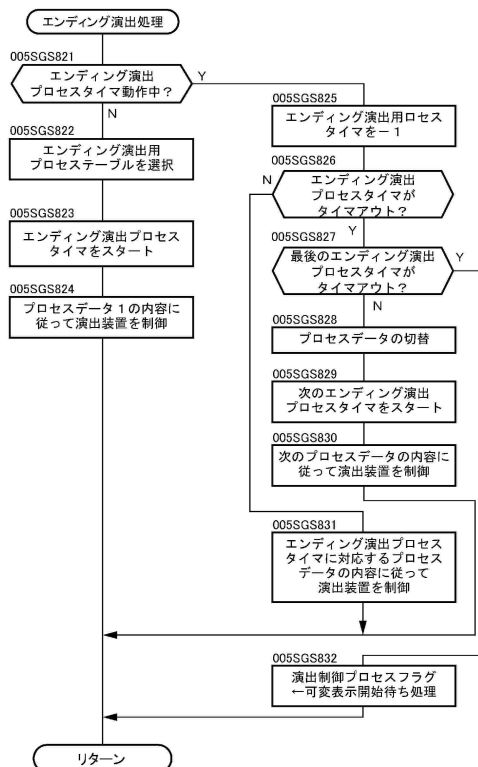 エンディング演出処理
005SGS821
エンディング演出
プロセスタイマ動作中？
Y
N
005SGS822
エンディング演出用
プロセステーブルを選択
005SGS823
エンディング演出プロセス
タイマをスタート
005SGS824
プロセスデータ１の内容に
従って演出装置を制御
005SGS825
エンディング演出用ロセス
タイマを－１
005SGS826
エンディング演出
プロセスタイマが
タイマアウト？
N
Y
005SGS827
最後のエンディング演出
プロセスタイマが
タイマアウト？
Y
N
005SGS828
プロセスデータの切替
005SGS829
次のエンディング演出
プロセスタイマをスタート
005SGS830
次のプロセスデータの内容に
従って演出装置を制御
005SGS831
エンディング演出プロセス
タイマに対応するプロセス
データの内容に従って
演出装置を制御
005SGS832
演出制御プロセスフラグ
←可変表示開始待ち処理
リターン